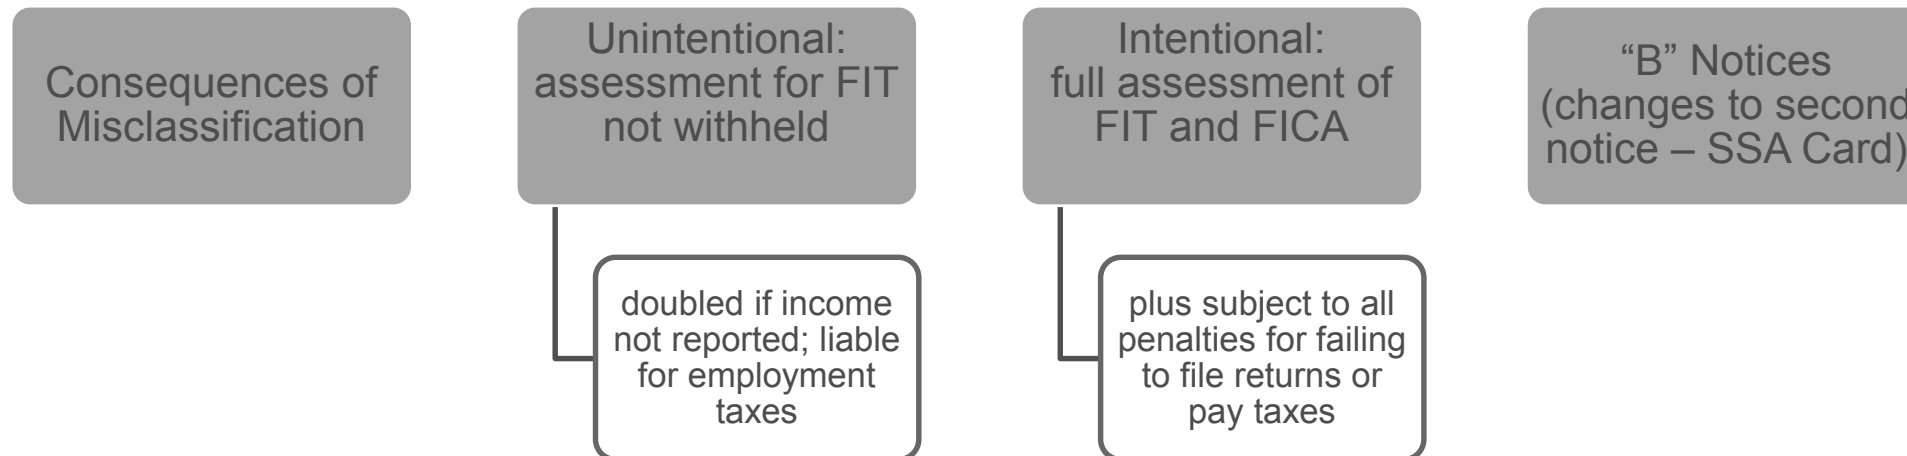 Consequences of
Misclassification
Unintentional:
assessment for FIT
not withheld
doubled if income
not reported; liable
for employment
taxes
Intentional:
full assessment of
FIT and FICA
plus subject to all
penalties for failing
to file returns or
pay taxes
“B” Notices
(changes to second
notice – SSA Card)